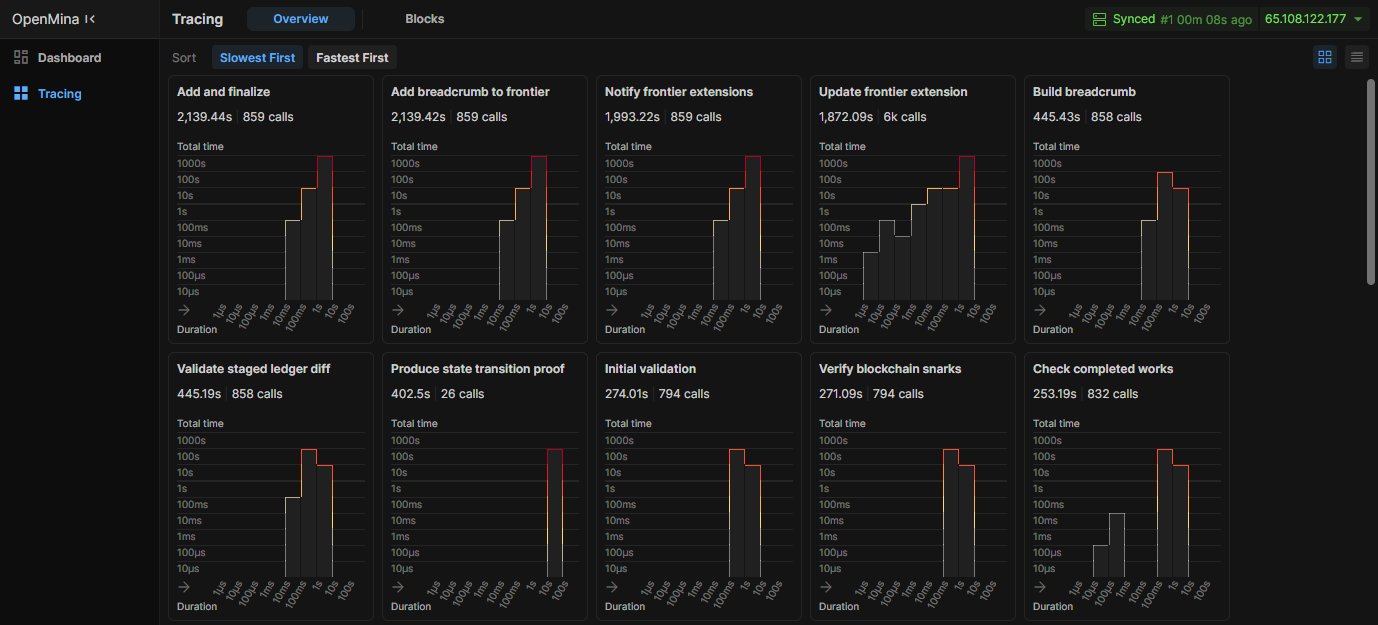 OpenMina
Tracing Overview Blocks
Synced #1 00m 08s ago 65.108.122.177
Dashboard
Tracing
Sort Slowest First Fastest First
Add and finalize
2,139.44s 859 calls
Total time
1000s
100s
10s
1s
100ms
10ms
1ms
100µs
10µs
1µs 10µs 100µs 1ms 10ms 100ms 1s 10s 100s
Duration
Add breadcrumb to frontier
2,139.42s 859 calls
Total time
1000s
100s
10s
1s
100ms
10ms
1ms
100µs
10µs
1µs 10µs 100µs 1ms 10ms 100ms 1s 10s 100s
Duration
Notify frontier extensions
1,993.22s 859 calls
Total time
1000s
100s
10s
1s
100ms
10ms
1ms
100µs
10µs
1µs 10µs 100µs 1ms 10ms 100ms 1s 10s 100s
Duration
Update frontier extension
1,872.09s 6k calls
Total time
1000s
100s
10s
1s
100ms
10ms
1ms
100µs
10µs
1µs 10µs 100µs 1ms 10ms 100ms 1s 10s 100s
Duration
Build breadcrumb
445.43s 858 calls
Total time
1000s
100s
10s
1s
100ms
10ms
1ms
100µs
10µs
1µs 10µs 100µs 1ms 10ms 100ms 1s 10s 100s
Duration
Validate staged ledger diff
445.19s 858 calls
Total time
1000s
100s
10s
1s
100ms
10ms
1ms
100µs
10µs
1µs 10µs 100µs 1ms 10ms 100ms 1s 10s 100s
Duration
Produce state transition proof
402.5s 26 calls
Total time
1000s
100s
10s
1s
100ms
10ms
1ms
100µs
10µs
1µs 10µs 100µs 1ms 10ms 100ms 1s 10s 100s
Duration
Initial validation
274.01s 794 calls
Total time
1000s
100s
10s
1s
100ms
10ms
1ms
100µs
10µs
1µs 10µs 100µs 1ms 10ms 100ms 1s 10s 100s
Duration
Verify blockchain snarks
271.09s 794 calls
Total time
1000s
100s
10s
1s
100ms
10ms
1ms
100µs
10µs
1µs 10µs 100µs 1ms 10ms 100ms 1s 10s 100s
Duration
Check completed works
253.19s 832 calls
Total time
1000s
100s
10s
1s
100ms
10ms
1ms
100µs
10µs
1µs 10µs 100µs 1ms 10ms 100ms 1s 10s 100s
Duration